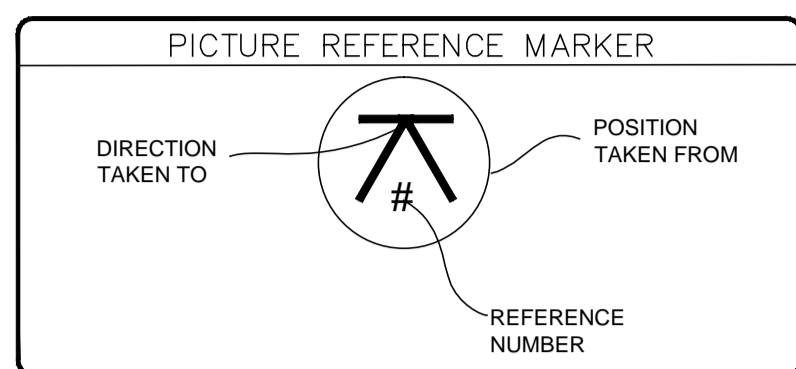 PICTURE REFERENCE MARKER
DIRECTION
TAKEN TO
POSITION
TAKEN FROM
#
REFERENCE
NUMBER